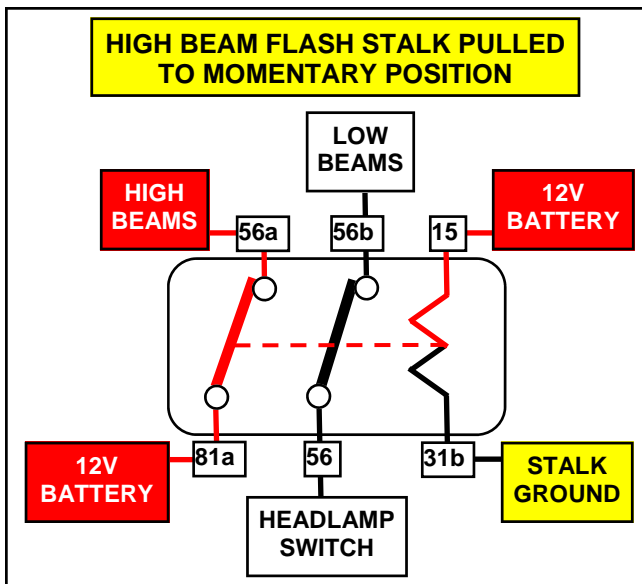 HIGH BEAM FLASH STALK PULLED
TO MOMENTARY POSITION
LOW
BEAMS
HIGH
BEAMS
12V
BATTERY
56a
56b
15
81a
56
31b
12V
BATTERY
STALK
GROUND
HEADLAMP
SWITCH